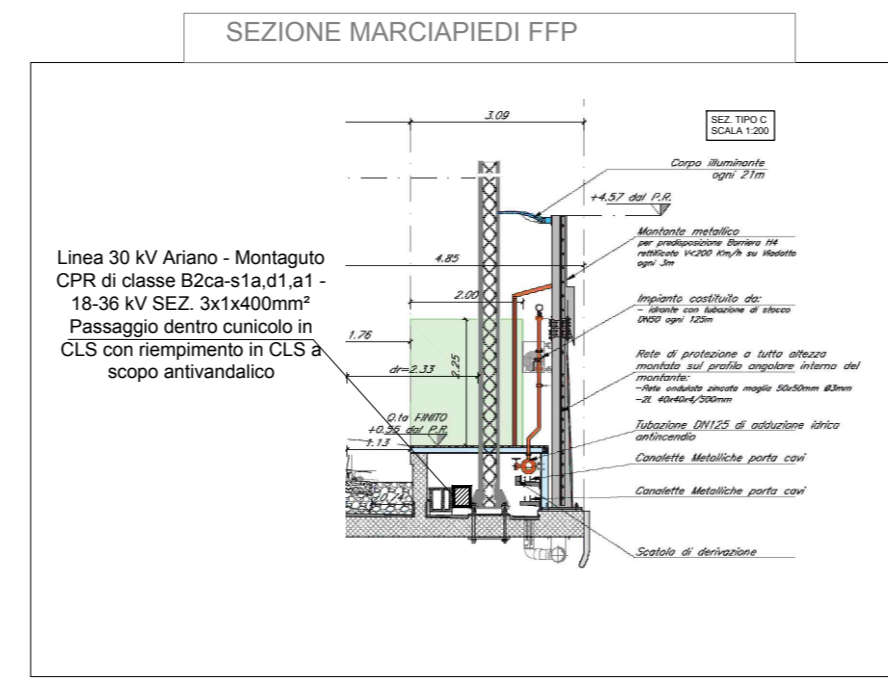 SEZIONE MARCIAPIEDI FFP
3.09
SEZ. TIPO C
SCALA 1:200
Corpo illuminante
ogni 21m
+4.57 dal P.R.
Montante metallico
per predisposizione Barriera H4
rettificato V<200 Km/h su Viadotto
ogni 3m
4.85
2.00
Impianto costituito da:
- idrante con tubazione di stacco
DN50 ogni 125m
1.76
2.25
dr=2.33
Rete di protezione a tutta altezza
montata sul profilo angolare interno del
montante:
-Rete ondulata zincata maglia 50x50mm Ø3mm
-2L 40x40x4/500mm
Linea 30 kV Ariano - Montaguto
CPR di classe B2ca-s1a,d1,a1 -
18-36 kV SEZ. 3x1x400mm²
Passaggio dentro cunicolo in
CLS con riempimento in CLS a
scopo antivandalico
Q.ta FINITO
+0.55 dal P.R.
1.13
Tubazione DN125 di adduzione idrica
antincendio
Canalette Metalliche porta cavi
Canalette Metalliche porta cavi
Scatola di derivazione